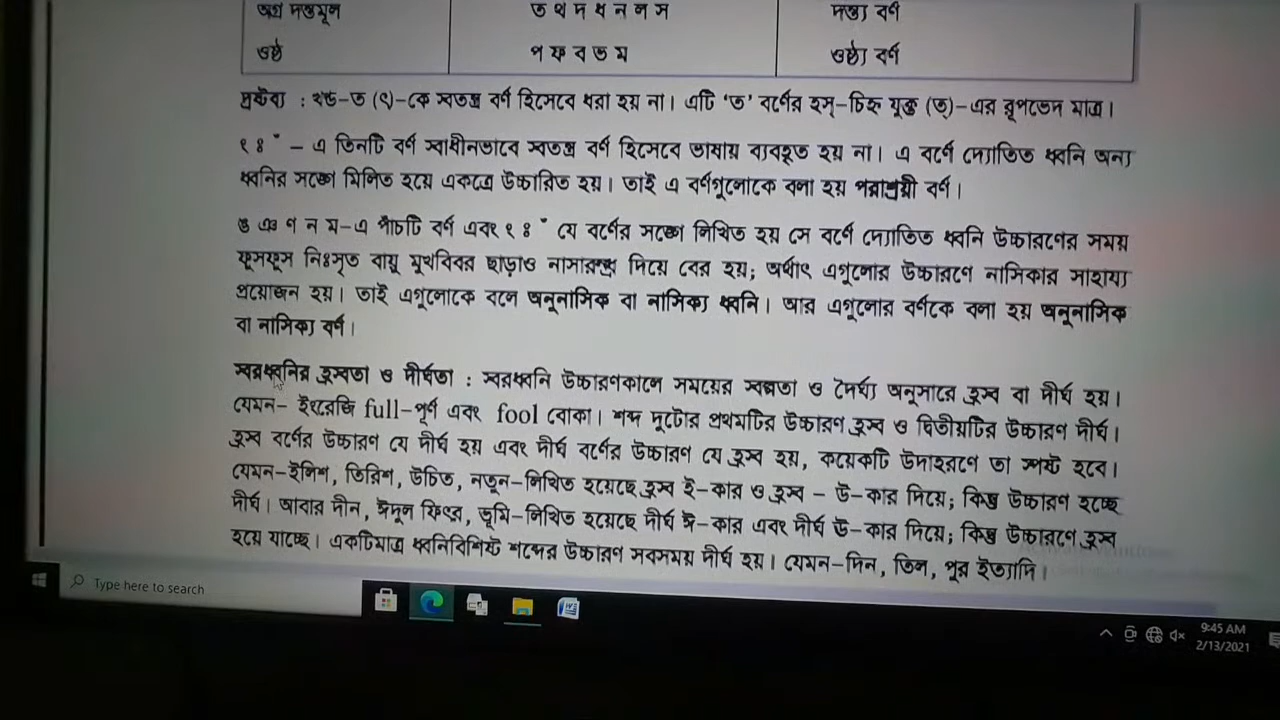 অগ্র দন্তমূল ত থ দ ধ ন ল স দন্ত্য বর্ণ
ওষ্ঠ প ফ ব ভ ম ওষ্ঠ্য বর্ণ
দ্রষ্টব্য : খণ্ড-ত (ৎ)-কে স্বতন্ত্র বর্ণ হিসেবে ধরা হয় না। এটি ‘ত’ বর্ণের হস্-চিহ্ন যুক্ত (ত্)-এর রূপভেদ মাত্র।
ং ঃ ঁ – এ তিনটি বর্ণ স্বাধীনভাবে স্বতন্ত্র বর্ণ হিসেবে ভাষায় ব্যবহৃত হয় না। এ বর্ণে দ্যোতিত ধ্বনি অন্য
ধ্বনির সঙ্গে মিলিত হয়ে একত্রে উচ্চারিত হয়। তাই এ বর্ণগুলোকে বলা হয় পরাশ্রয়ী বর্ণ।
ঙ ঞ ণ ন ম-এ পাঁচটি বর্ণ এবং ং ঃ ঁ যে বর্ণের সঙ্গে লিখিত হয় সে বর্ণে দ্যোতিত ধ্বনি উচ্চারণের সময়
ফুসফুস নিঃসৃত বায়ু মুখবিবর ছাড়াও নাসারন্ধ্র দিয়ে বের হয়; অর্থাৎ এগুলোর উচ্চারণে নাসিকার সাহায্য
প্রয়োজন হয়। তাই এগুলোকে বলে অনুনাসিক বা নাসিক্য ধ্বনি। আর এগুলোর বর্ণকে বলা হয় অনুনাসিক
বা নাসিক্য বর্ণ।
স্বরধ্বনির হ্রস্বতা ও দীর্ঘতা : স্বরধ্বনি উচ্চারণকালে সময়ের স্বল্পতা ও দৈর্ঘ্য অনুসারে হ্রস্ব বা দীর্ঘ হয়।
যেমন- ইংরেজি full-পূর্ণ এবং fool বোকা। শব্দ দুটোর প্রথমটির উচ্চারণ হ্রস্ব ও দ্বিতীয়টির উচ্চারণ দীর্ঘ।
হ্রস্ব বর্ণের উচ্চারণ যে দীর্ঘ হয় এবং দীর্ঘ বর্ণের উচ্চারণ যে হ্রস্ব হয়, কয়েকটি উদাহরণে তা স্পষ্ট হবে।
যেমন-ইলিশ, তিরিশ, উচিত, নতুন-লিখিত হয়েছে হ্রস্ব ই-কার ও হ্রস্ব – উ-কার দিয়ে; কিন্তু উচ্চারণ হচ্ছে
দীর্ঘ। আবার দীন, ঈদুল ফিৎর, ভূমি-লিখিত হয়েছে দীর্ঘ ঈ-কার এবং দীর্ঘ ঊ-কার দিয়ে; কিন্তু উচ্চারণে হ্রস্ব
হয়ে যাচ্ছে। একটিমাত্র ধ্বনিবিশিষ্ট শব্দের উচ্চারণ সবসময় দীর্ঘ হয়। যেমন-দিন, তিল, পুর ইত্যাদি।
Type here to search
9:45 AM
2/13/2021